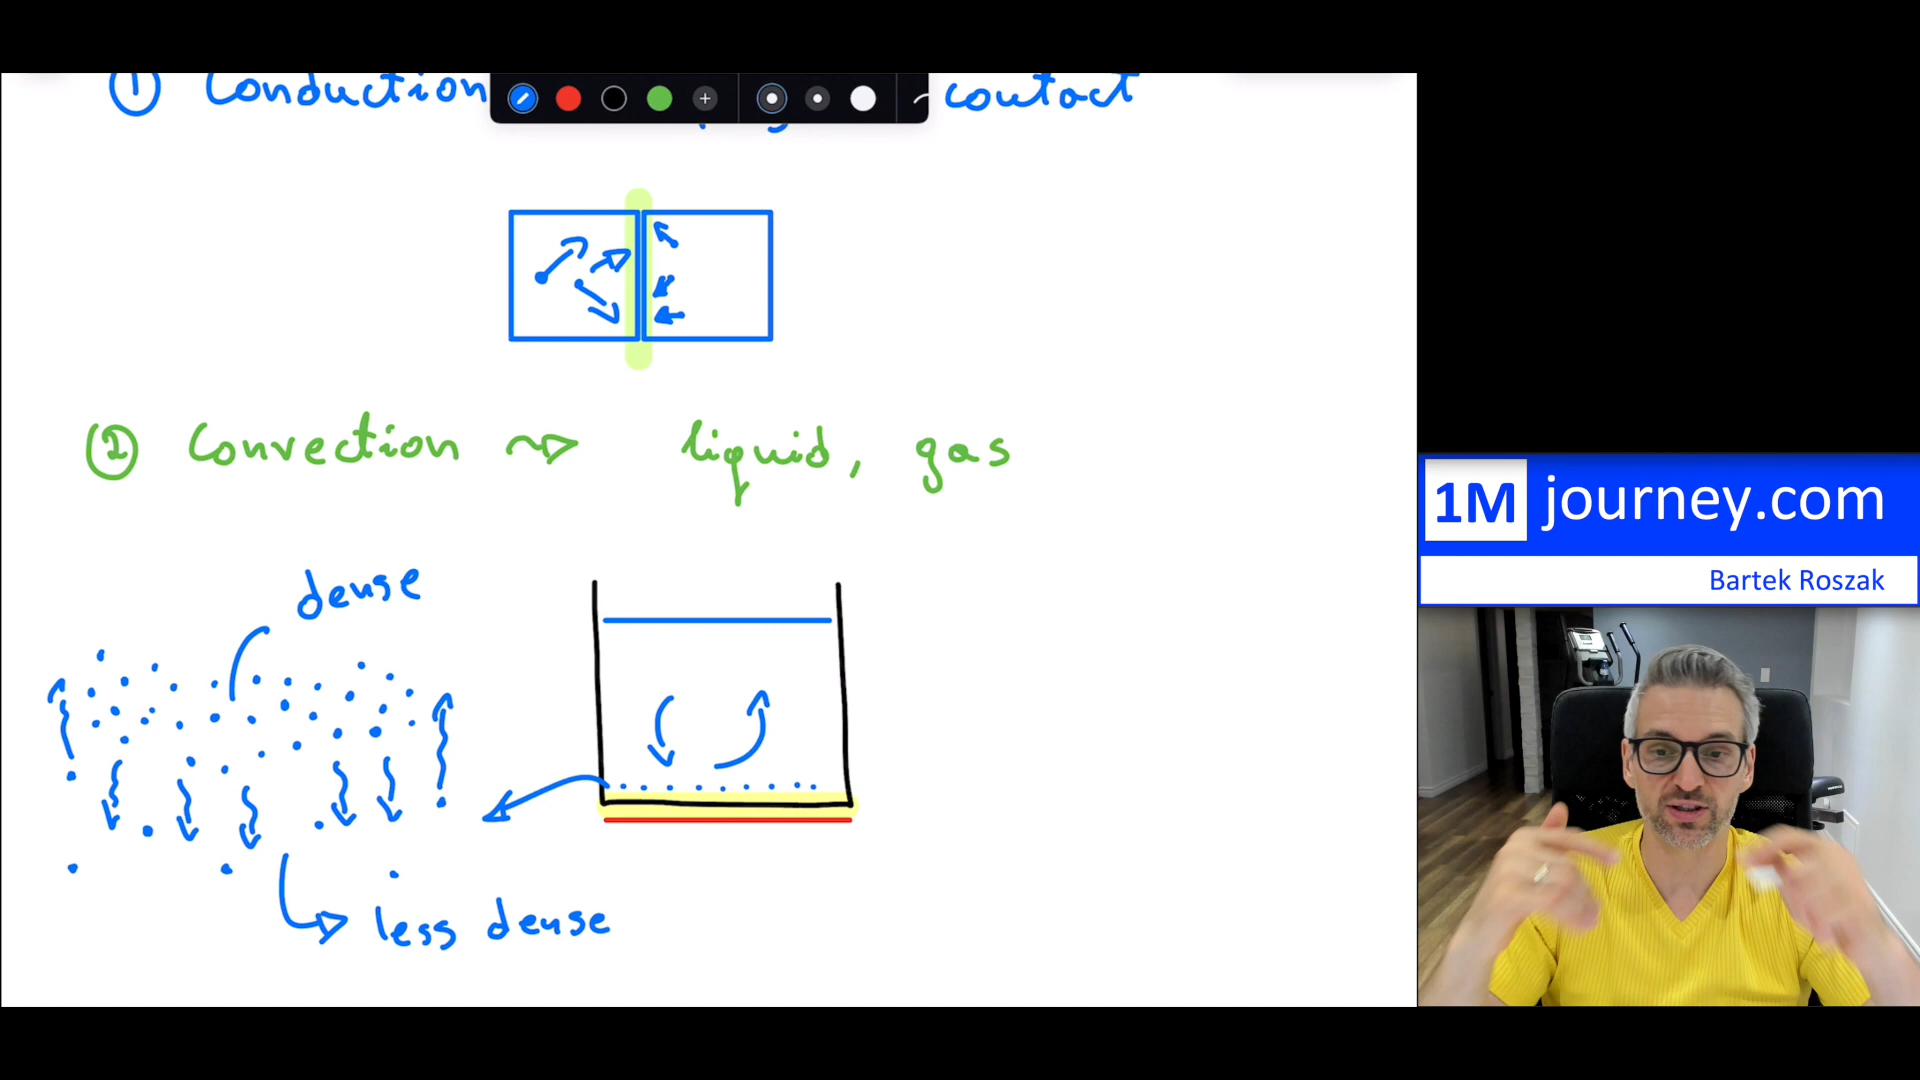 ① Conduction contact
② Convection liquid, gas
dense
less dense
1M journey.com
Bartek Roszak